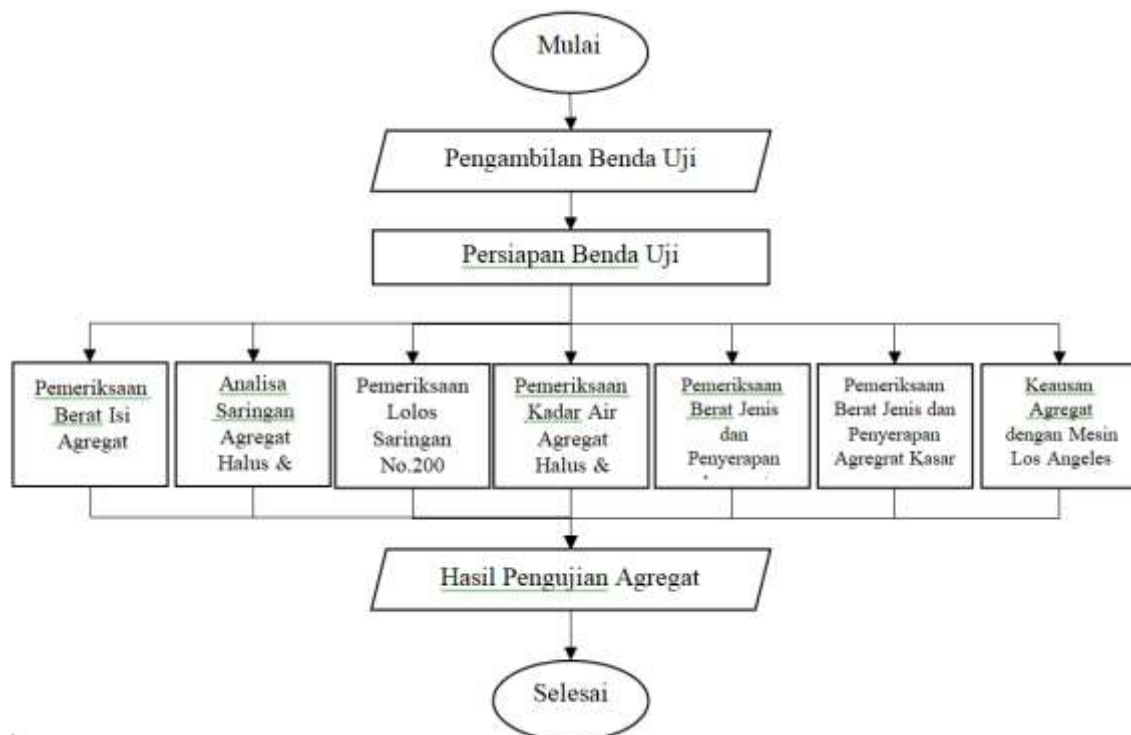 Mulai
Pengambilan Benda Uji
Persiapan Benda Uji
Pemeriksaan
Berat Isi
Agregat
Analisa
Saringan
Agregat
Halus &
Pemeriksaan
Lolos
Saringan
No.200
Pemeriksaan
Kadar Air
Agregat
Halus &
Pemeriksaan
Berat Jenis
dan
Penyerapan
Pemeriksaan
Berat Jenis dan
Penyerapan
Agregrat Kasar
Keausan
Agregat
dengan Mesin
Los Angeles
Hasil Pengujian Agregat
Selesai